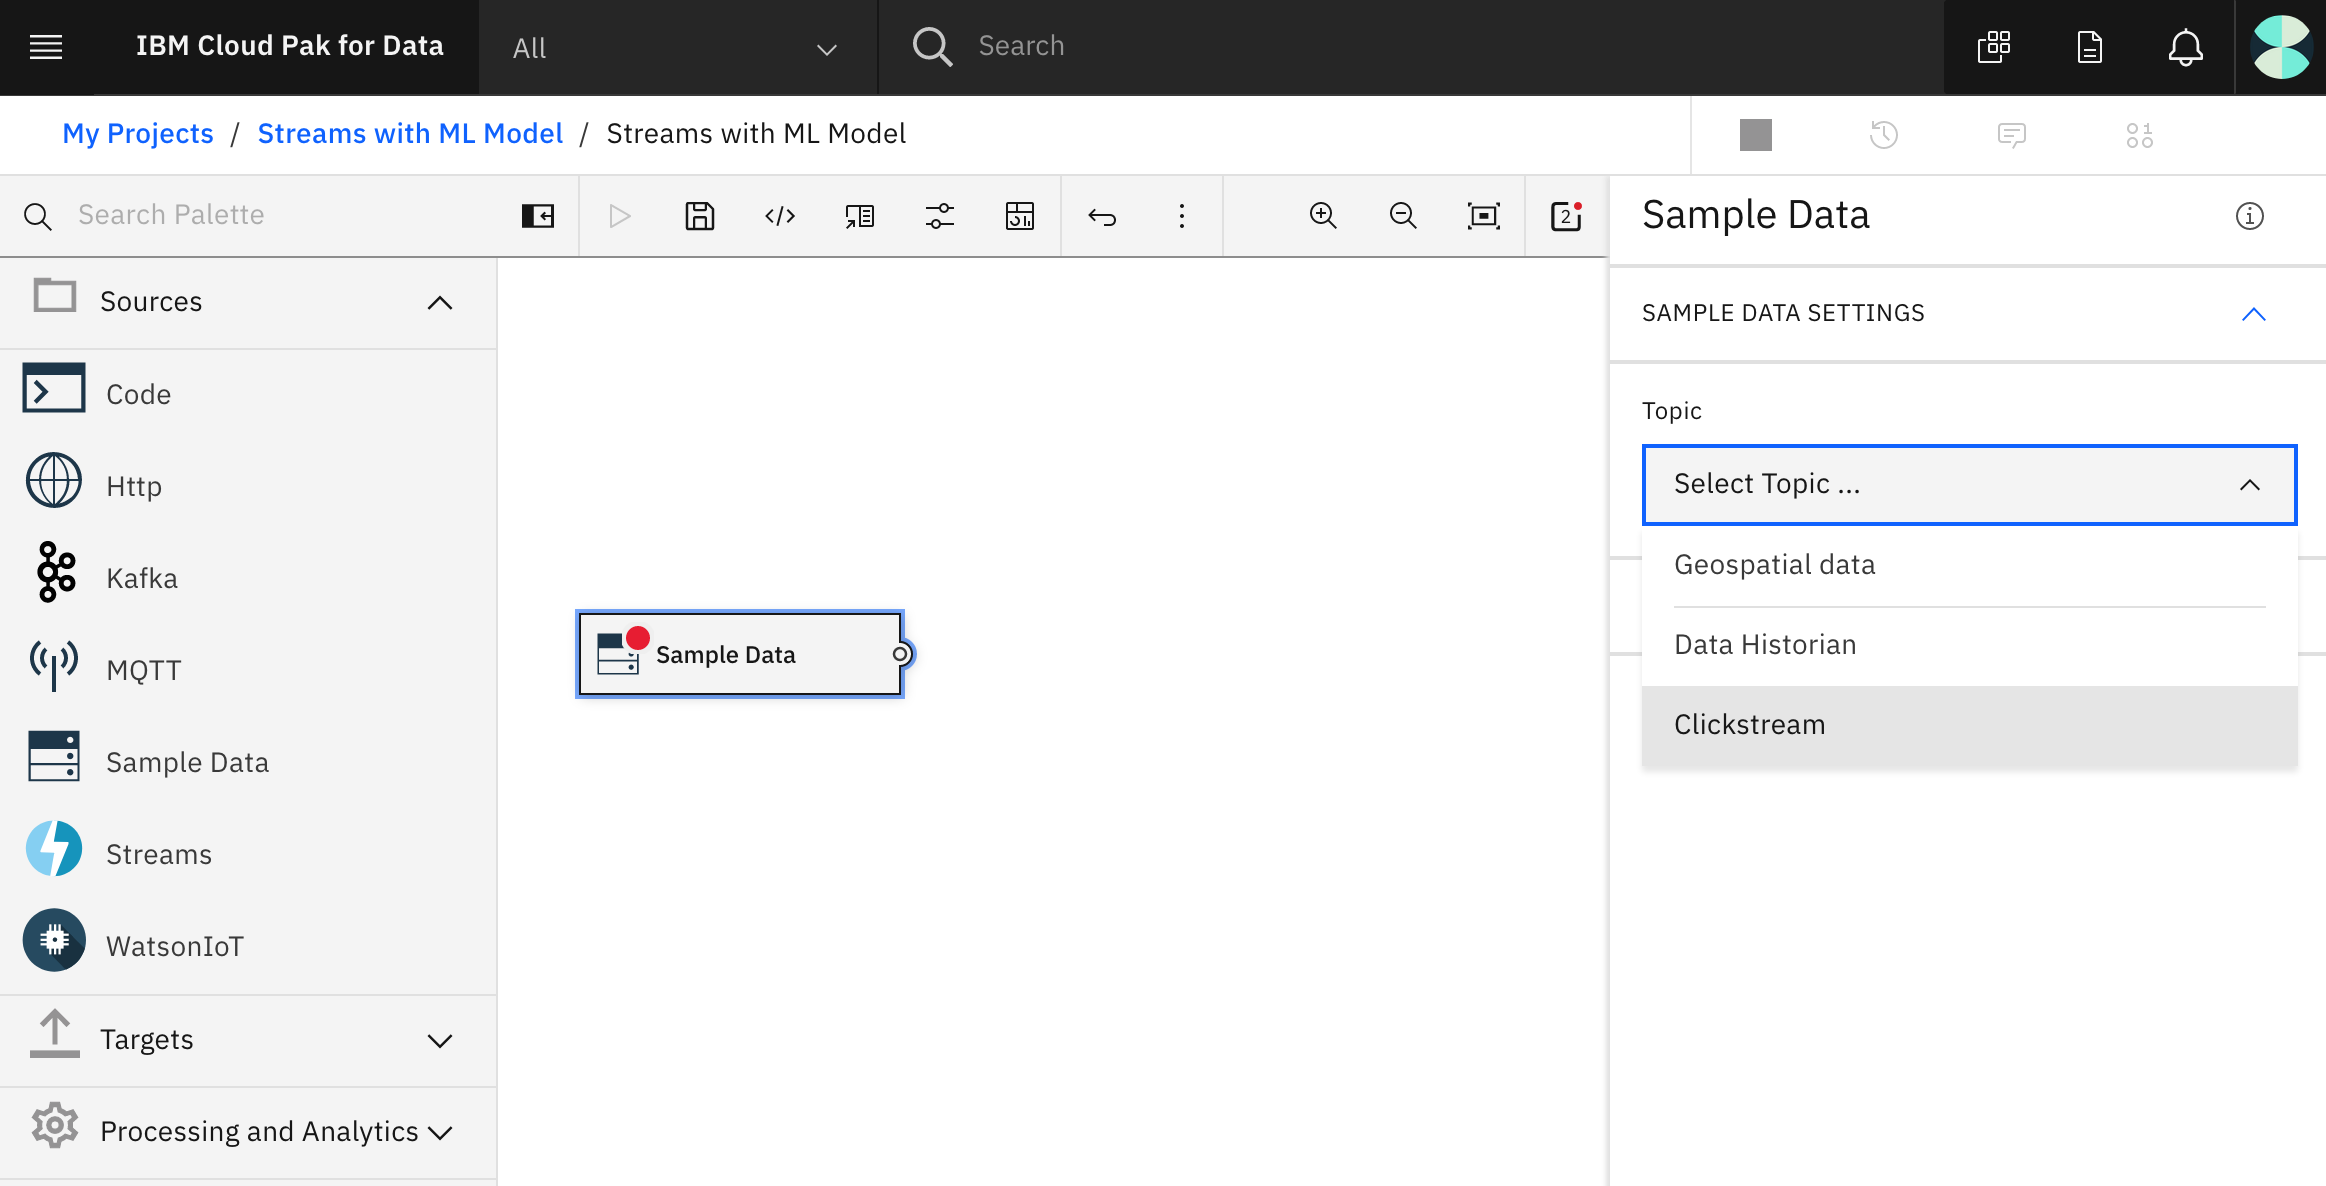 IBM Cloud Pak for Data
All
Search
My Projects / Streams with ML Model / Streams with ML Model
Search Palette
2
Sample Data
Sources
SAMPLE DATA SETTINGS
Code
Topic
Http
Select Topic ...
Kafka
Geospatial data
MQTT
Sample Data
Data Historian
Clickstream
Sample Data
Streams
WatsonIoT
Targets
Processing and Analytics